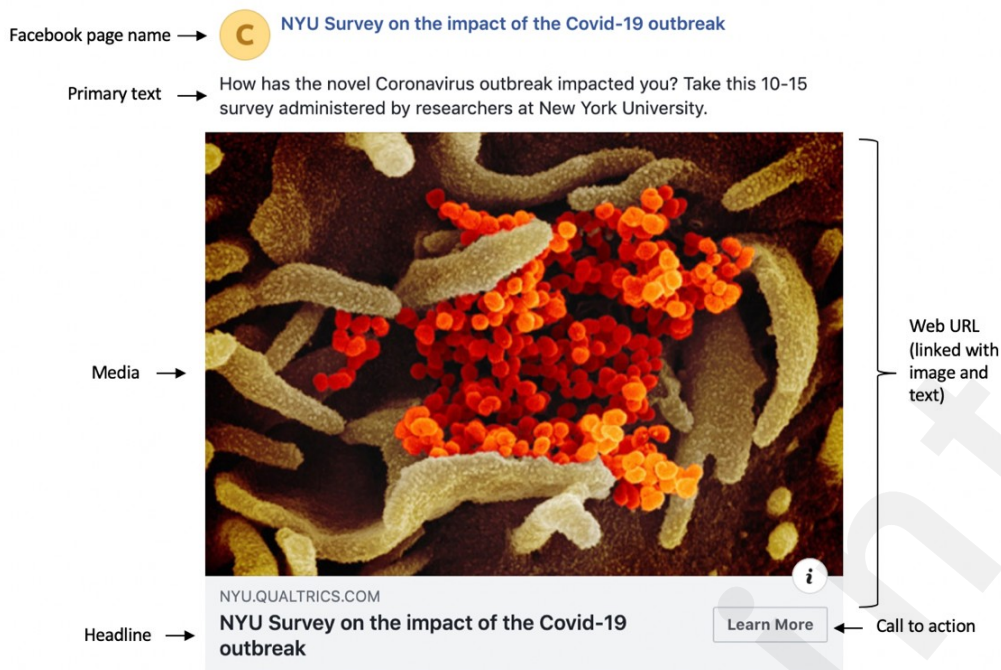 Facebook page name
C
NYU Survey on the impact of the Covid-19 outbreak
Primary text
How has the novel Coronavirus outbreak impacted you? Take this 10-15
survey administered by researchers at New York University.
Media
Web URL
(linked with
image and
text)
i
NYU.QUALTRICS.COM
Headline
NYU Survey on the impact of the Covid-19
outbreak
Learn More
Call to action
int